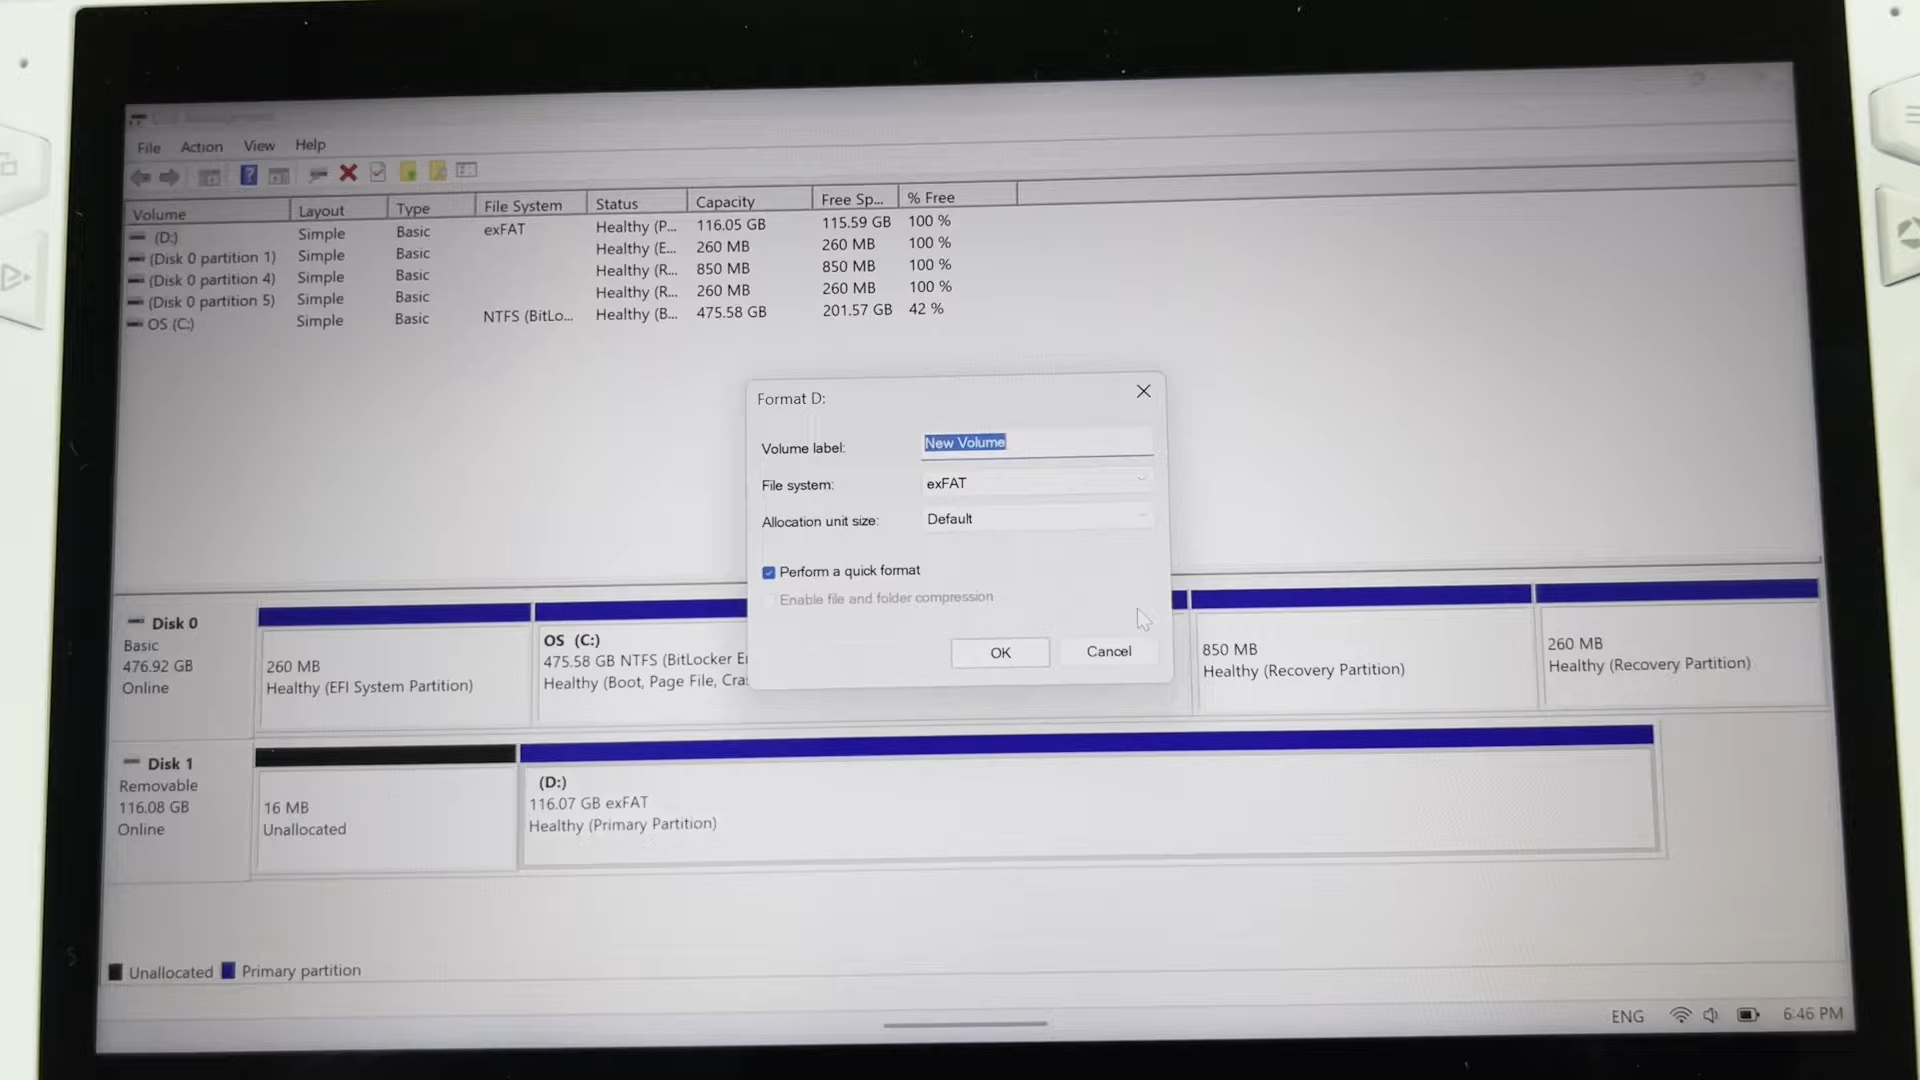 Disk Management
File Action View Help
Volume Layout Type File System Status Capacity Free Sp... % Free
(D:) Simple Basic exFAT Healthy (P... 116.05 GB 115.59 GB 100 %
(Disk 0 partition 1) Simple Basic Healthy (E... 260 MB 260 MB 100 %
(Disk 0 partition 4) Simple Basic Healthy (R... 850 MB 850 MB 100 %
(Disk 0 partition 5) Simple Basic Healthy (R... 260 MB 260 MB 100 %
OS (C:) Simple Basic NTFS (BitLo... Healthy (B... 475.58 GB 201.57 GB 42 %
Format D:
Volume label: New Volume
File system: exFAT
Allocation unit size: Default
Perform a quick format
Enable file and folder compression
OK Cancel
Disk 0
Basic
476.92 GB
Online
260 MB
Healthy (EFI System Partition)
OS (C:)
475.58 GB NTFS (BitLocker E
Healthy (Boot, Page File, Cra
850 MB
Healthy (Recovery Partition)
260 MB
Healthy (Recovery Partition)
Disk 1
Removable
116.08 GB
Online
16 MB
Unallocated
(D:)
116.07 GB exFAT
Healthy (Primary Partition)
Unallocated Primary partition
ENG 6:46 PM